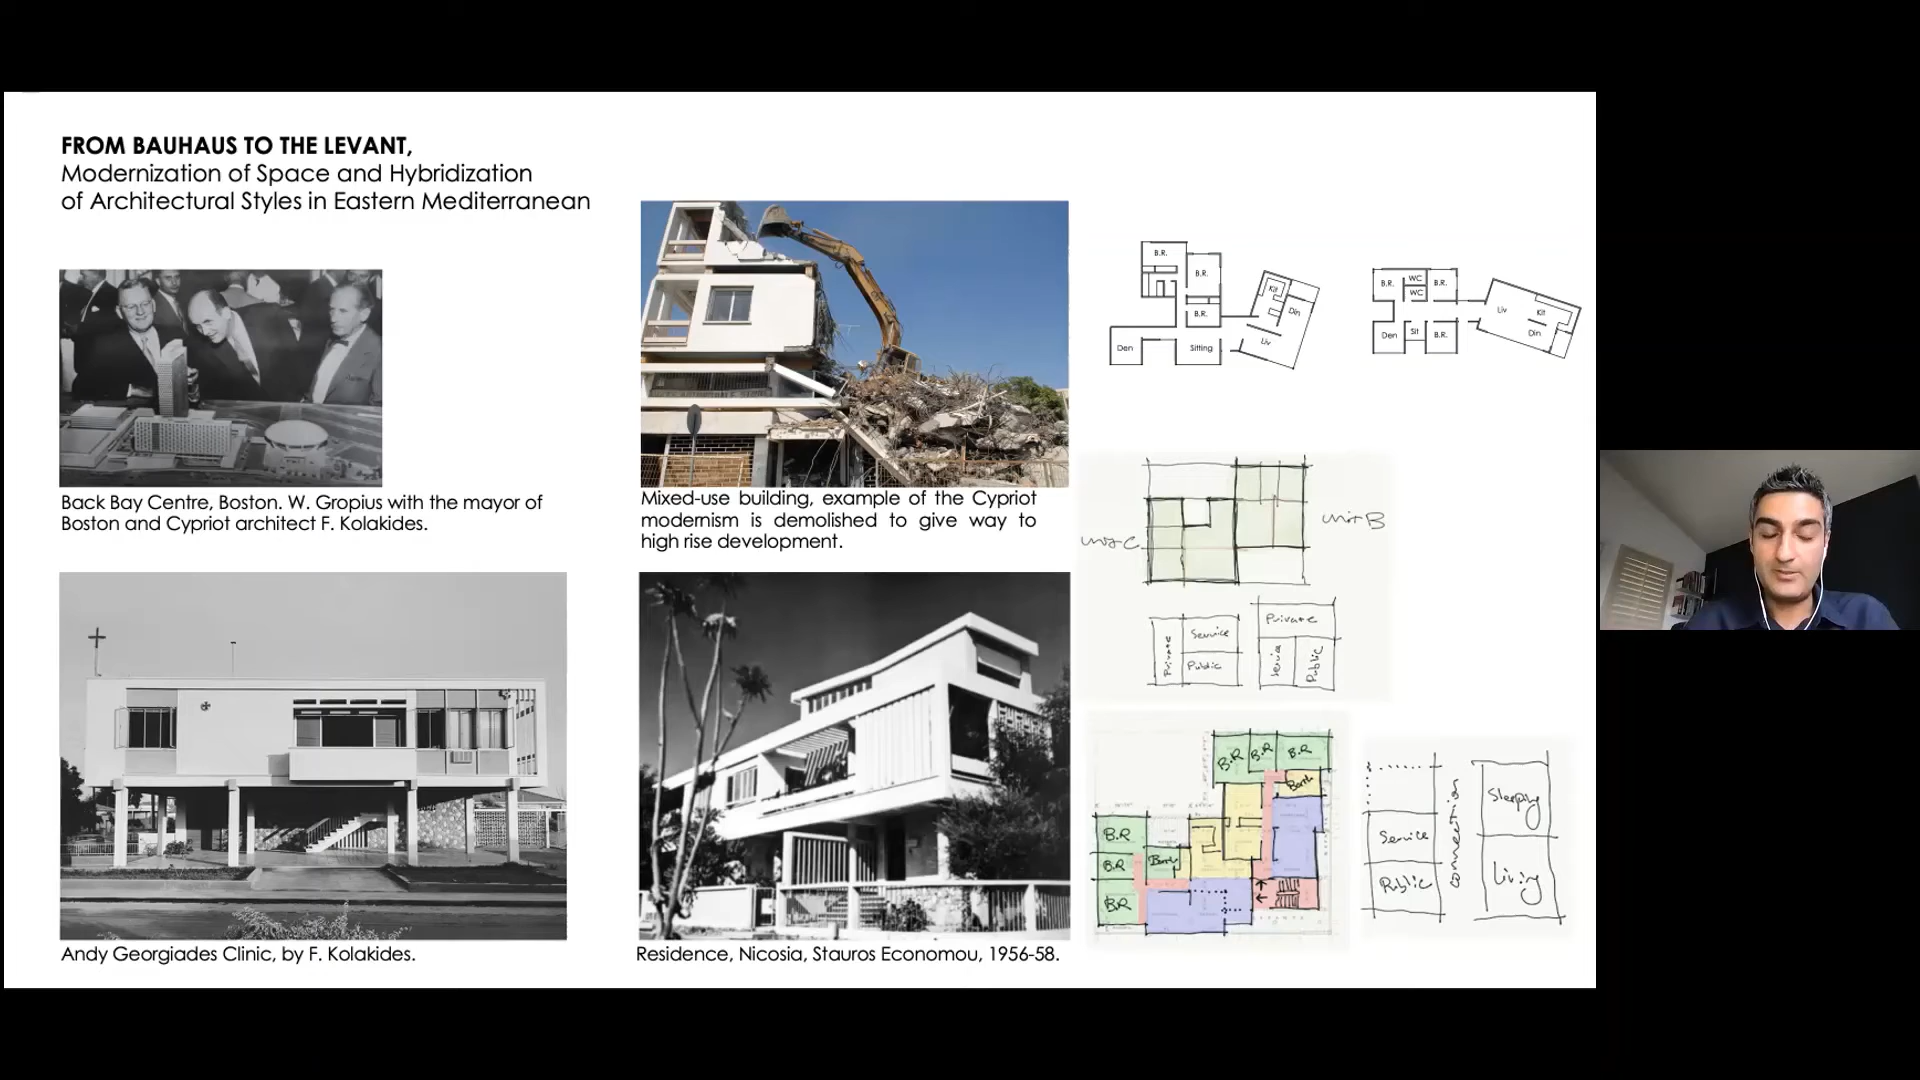 FROM BAUHAUS TO THE LEVANT,
Modernization of Space and Hybridization
of Architectural Styles in Eastern Mediterranean
Back Bay Centre, Boston. W. Gropius with the mayor of
Boston and Cypriot architect F. Kolakides.
Andy Georgiades Clinic, by F. Kolakides.
Mixed-use building, example of the Cypriot
modernism is demolished to give way to
high rise development.
Residence, Nicosia, Stauros Economou, 1956-58.
B.R.
B.R.
B.R.
Den
Sitting
Kit
Din
Liv
B.R.
WC
WC
B.R.
Den
Sit
B.R.
Liv
Kit
Din
unit C
unit B
Private
Service
Public
Private
Service
Public
B.R
B.R
B.R
Bath
B.R
B.R
B.R
Bath
Service
Public
connection
Sleeping
Living